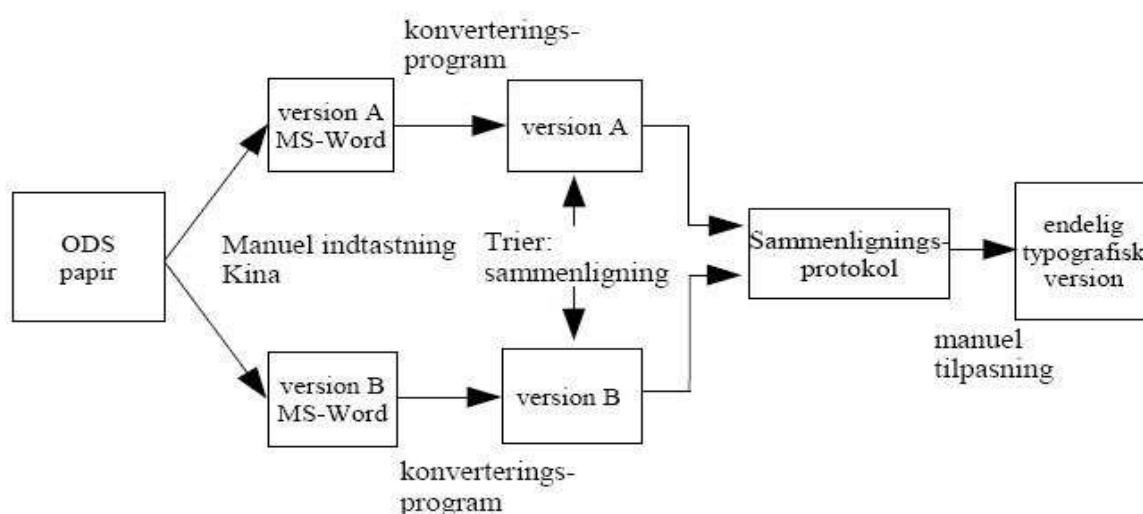 konverterings-
program
version A
MS-Word
version A
ODS
papir
Manuel indtastning
Kina
Trier:
sammenligning
Sammenlignings-
protokol
endelig
typografisk
version
version B
MS-Word
version B
manuel
tilpasning
konverterings-
program